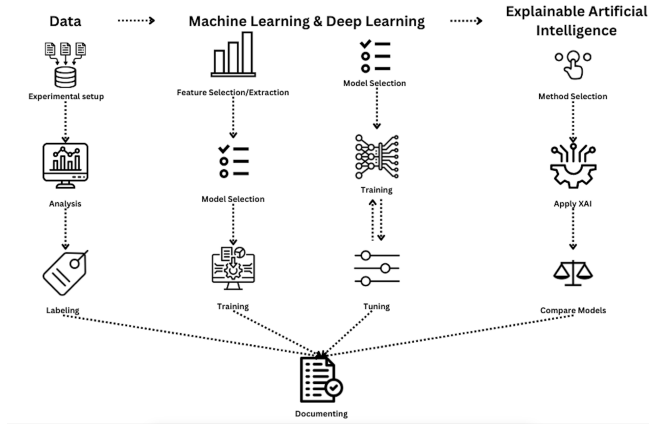 Data
Machine Learning & Deep Learning
Explainable Artificial
Intelligence
Experimental setup
Analysis
Labeling
Feature Selection/Extraction
Model Selection
Training
Model Selection
Training
Tuning
Method Selection
Apply XAI
Compare Models
Documenting